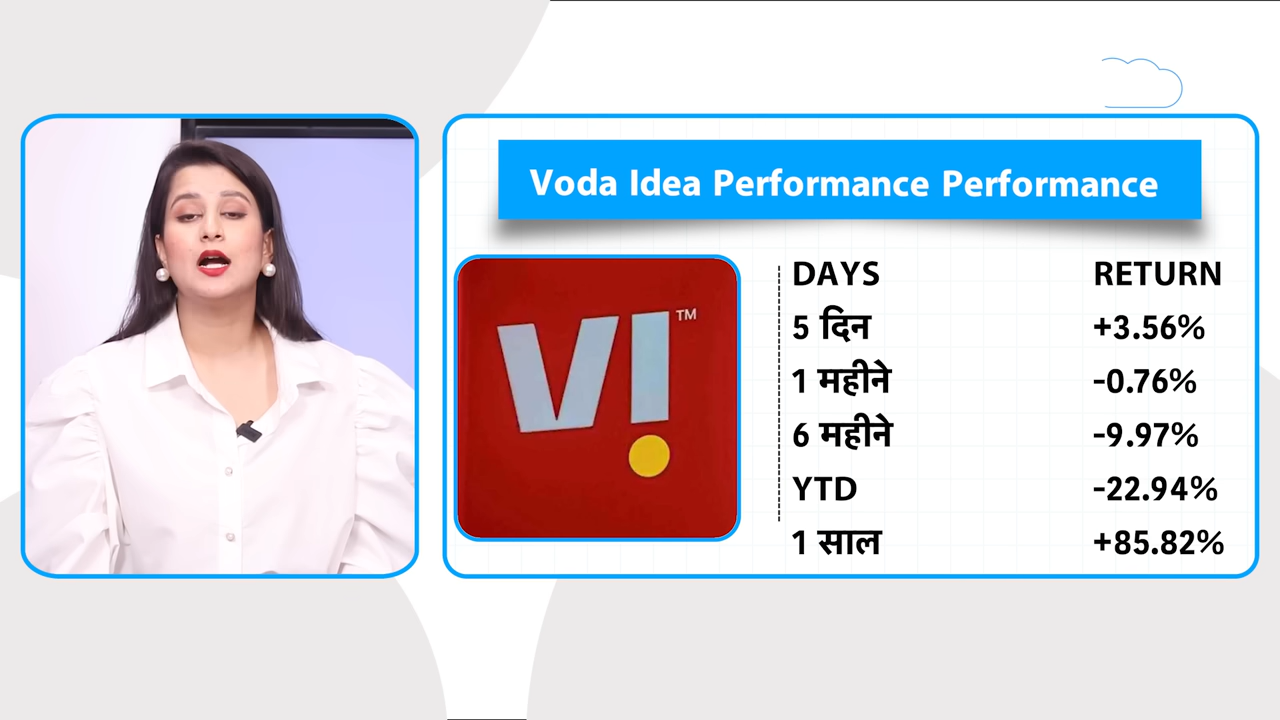 Voda Idea Performance Performance
VI TM
DAYS RETURN
5 दिन +3.56%
1 महीने -0.76%
6 महीने -9.97%
YTD -22.94%
1 साल +85.82%